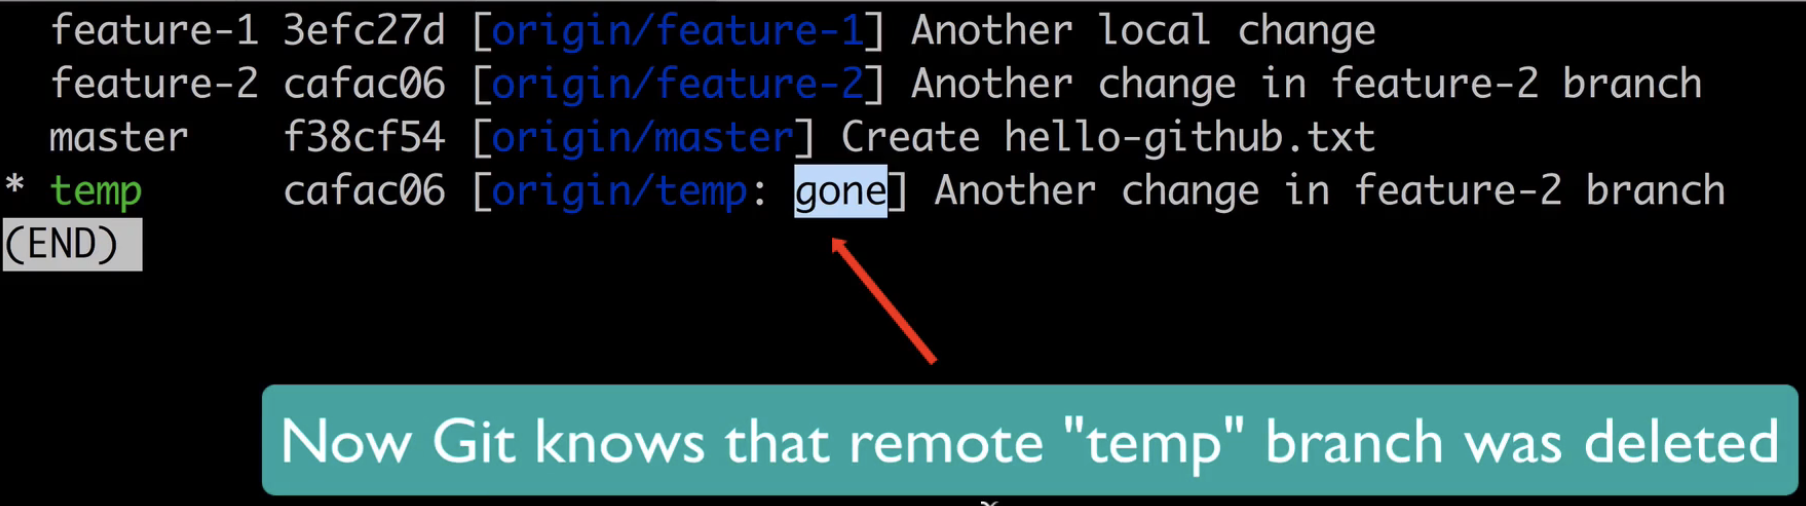 feature-1 3efc27d [origin/feature-1] Another local change
feature-2 cafac06 [origin/feature-2] Another change in feature-2 branch
master f38cf54 [origin/master] Create hello-github.txt
* temp cafac06 [origin/temp: gone] Another change in feature-2 branch
(END)
Now Git knows that remote "temp" branch was deleted